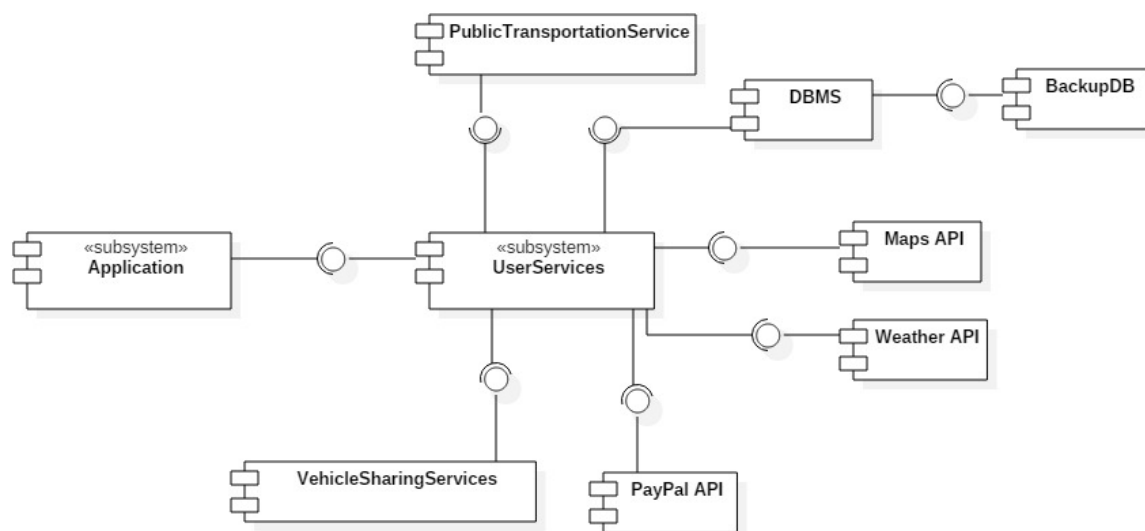 PublicTransportationService
DBMS
BackupDB
«subsystem»
Application
«subsystem»
UserServices
Maps API
Weather API
VehicleSharingServices
PayPal API